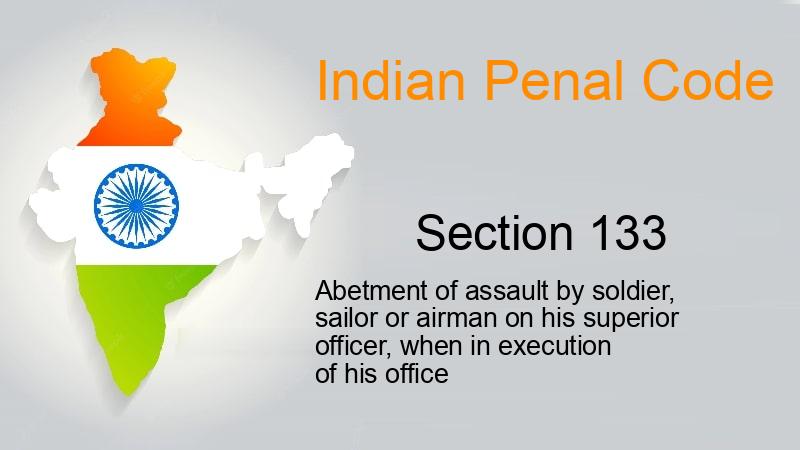 Indian Penal Code
Section 133
Abetment of assault by soldier,
sailor or airman on his superior
officer, when in execution
of his office